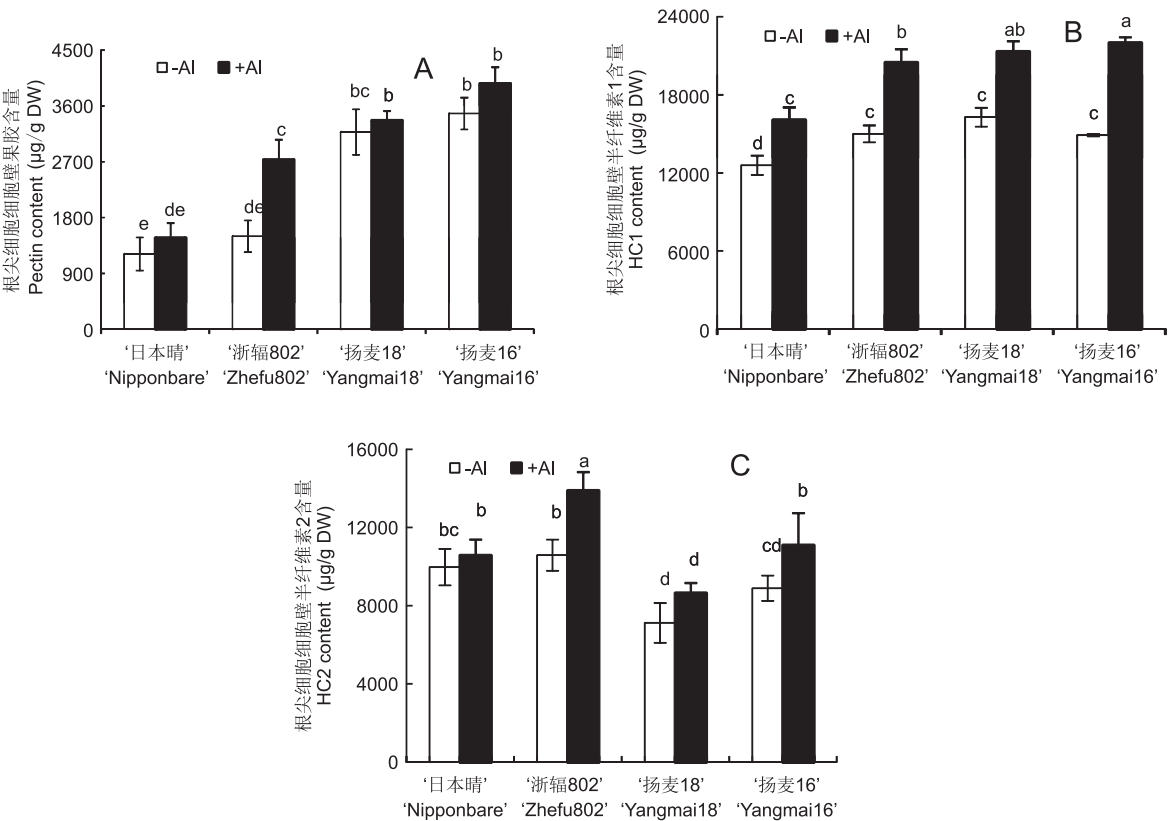 根尖细胞细胞壁果胶含量
Pectin content (μg/g DW)
4500
3600
2700
1800
900
0
-Al +Al
A
e de de c bc b b b
'日本晴' '浙辐802' '扬麦18' '扬麦16'
'Nipponbare' 'Zhefu802' 'Yangmai18' 'Yangmai16'
根尖细胞细胞壁半纤维素1含量
HC1 content (μg/g DW)
24000
18000
12000
6000
0
-Al +Al
B
d c c b c ab c a
'日本晴' '浙辐802' '扬麦18' '扬麦16'
'Nipponbare' 'Zhefu802' 'Yangmai18' 'Yangmai16'
根尖细胞细胞壁半纤维素2含量
HC2 content (μg/g DW)
16000
12000
8000
4000
0
-Al +Al
C
bc b b a d d cd b
'日本晴' '浙辐802' '扬麦18' '扬麦16'
'Nipponbare' 'Zhefu802' 'Yangmai18' 'Yangmai16'